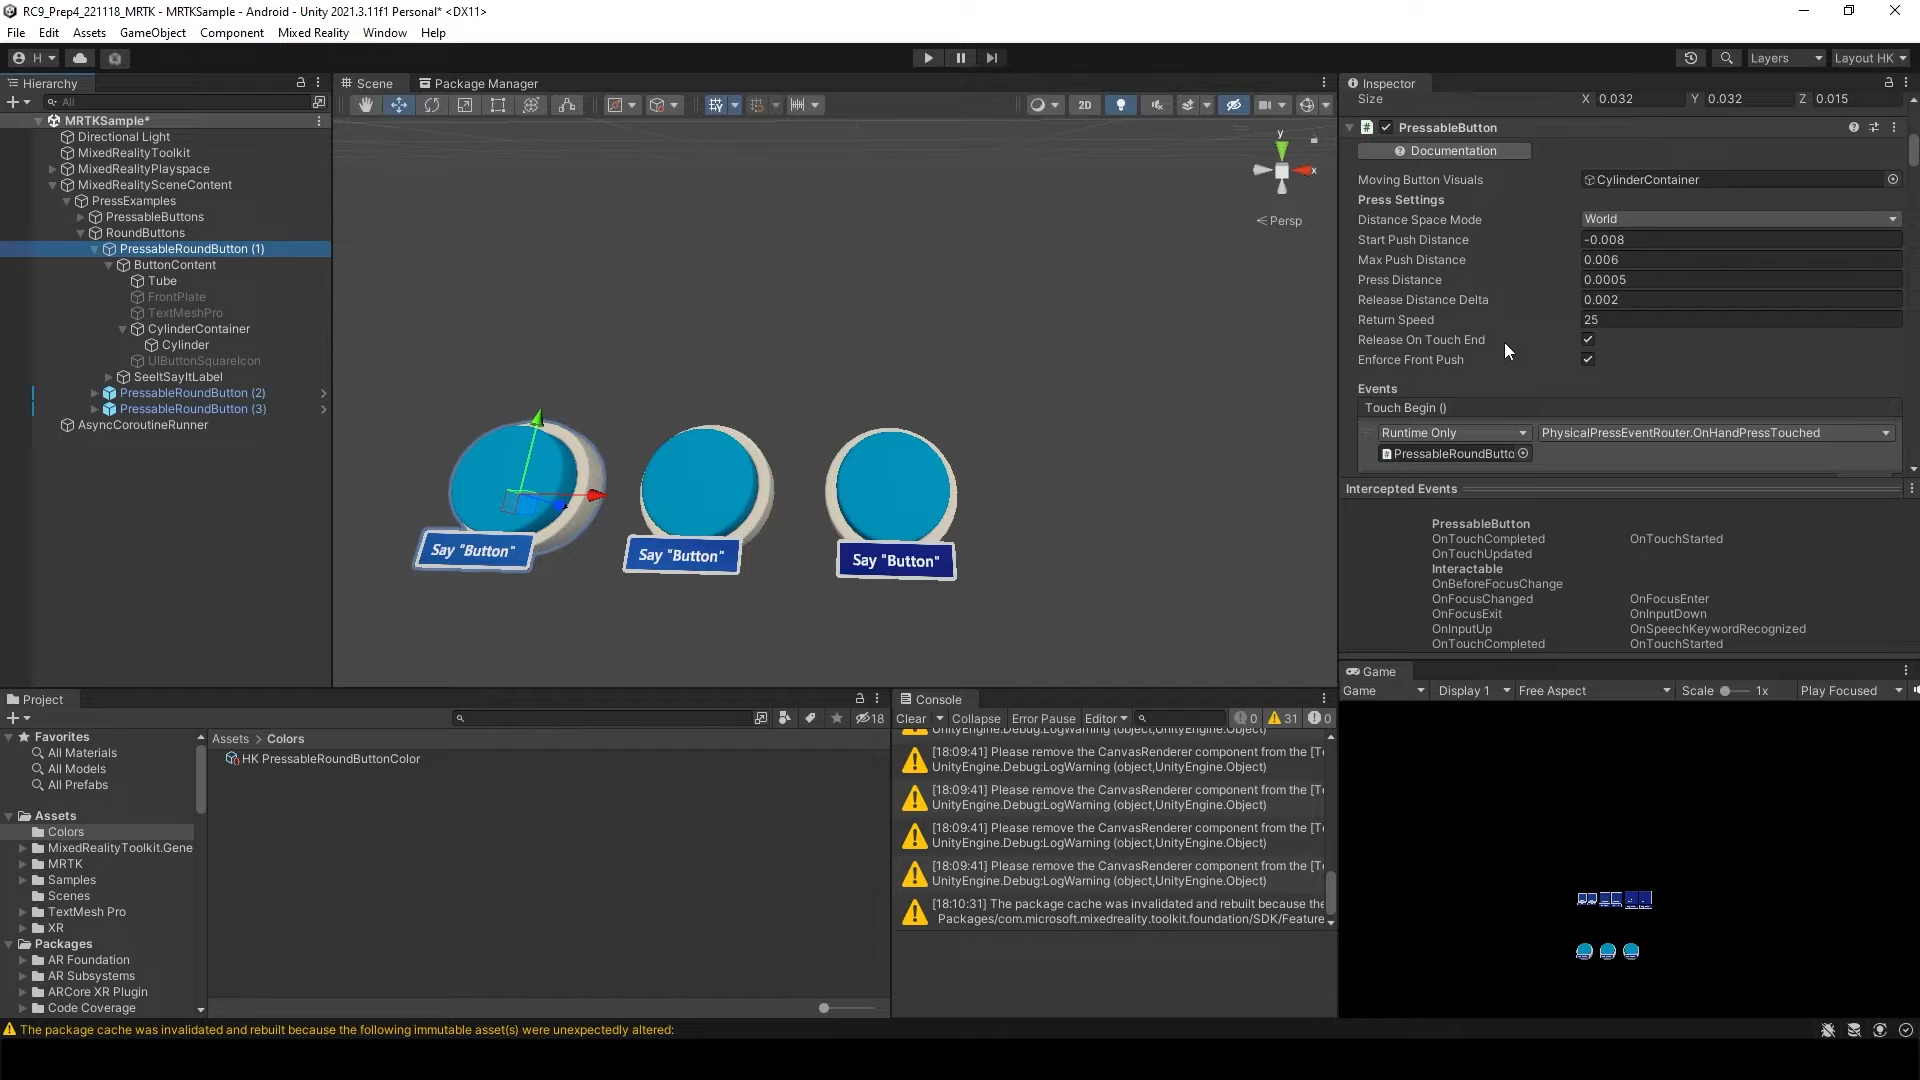 RC9_Prep4_221118_MRTK - MRTKSample - Android - Unity 2021.3.11f1 Personal* <DX11>
File Edit Assets GameObject Component Mixed Reality Window Help
H
Layers
Layout HK
Hierarchy
All
MRTKSample*
Directional Light
MixedRealityToolkit
MixedRealityPlayspace
MixedRealitySceneContent
PressExamples
PressableButtons
RoundButtons
PressableRoundButton (1)
ButtonContent
Tube
FrontPlate
TextMeshPro
CylinderContainer
Cylinder
UIButtonSquareIcon
SeeItSayItLabel
PressableRoundButton (2)
PressableRoundButton (3)
AsyncCoroutineRunner
Scene
Package Manager
2D
y
x
Persp
Say "Button"
Say "Button"
Say "Button"
Inspector
Size X 0.032 Y 0.032 Z 0.015
PressableButton
Documentation
Moving Button Visuals CylinderContainer
Press Settings
Distance Space Mode World
Start Push Distance -0.008
Max Push Distance 0.006
Press Distance 0.0005
Release Distance Delta 0.002
Return Speed 25
Release On Touch End
Enforce Front Push
Events
Touch Begin ()
Runtime Only PhysicalPressEventRouter.OnHandPressTouched
PressableRoundButto
Intercepted Events
PressableButton
OnTouchCompleted OnTouchStarted
OnTouchUpdated
Interactable
OnBeforeFocusChange
OnFocusChanged OnFocusEnter
OnFocusExit OnInputDown
OnInputUp OnSpeechKeywordRecognized
OnTouchCompleted OnTouchStarted
Game
Game Display 1 Free Aspect Scale 1x Play Focused
Project
18
Favorites
All Materials
All Models
All Prefabs
Assets
Colors
MixedRealityToolkit.Gene
MRTK
Samples
Scenes
TextMesh Pro
XR
Packages
AR Foundation
AR Subsystems
ARCore XR Plugin
Code Coverage
Assets > Colors
HK PressableRoundButtonColor
Console
Clear Collapse Error Pause Editor 0 31 0
UnityEngine.Debug:LogWarning (object,UnityEngine.Object)
[18:09:41] Please remove the CanvasRenderer component from the [Te
UnityEngine.Debug:LogWarning (object,UnityEngine.Object)
[18:09:41] Please remove the CanvasRenderer component from the [Te
UnityEngine.Debug:LogWarning (object,UnityEngine.Object)
[18:09:41] Please remove the CanvasRenderer component from the [Te
UnityEngine.Debug:LogWarning (object,UnityEngine.Object)
[18:09:41] Please remove the CanvasRenderer component from the [Te
UnityEngine.Debug:LogWarning (object,UnityEngine.Object)
[18:10:31] The package cache was invalidated and rebuilt because the
Packages/com.microsoft.mixedreality.toolkit.foundation/SDK/Feature
The package cache was invalidated and rebuilt because the following immutable asset(s) were unexpectedly altered: